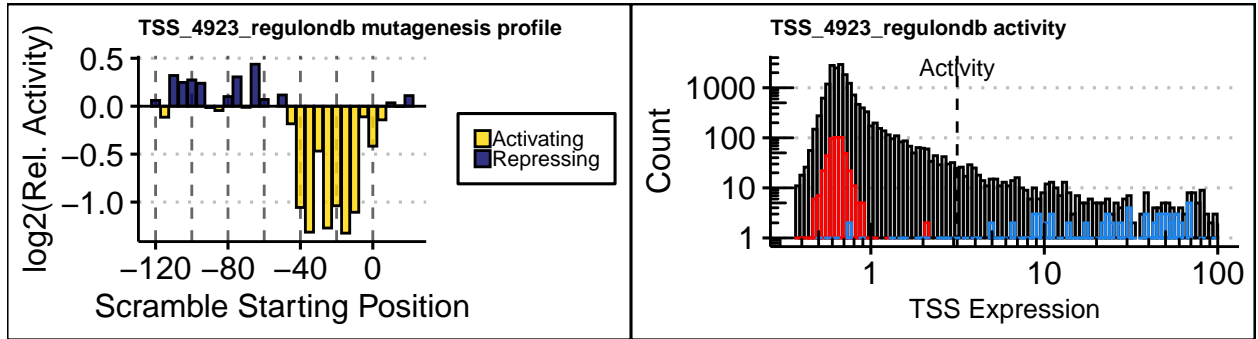 TSS_4923_regulondb mutagenesis profile
log2(Rel. Activity)
0.5
0.0
−0.5
−1.0
−120
−80
−40
0
Scramble Starting Position
Activating
Repressing
TSS_4923_regulondb activity
Activity
Count
1000
100
10
1
1
10
100
TSS Expression